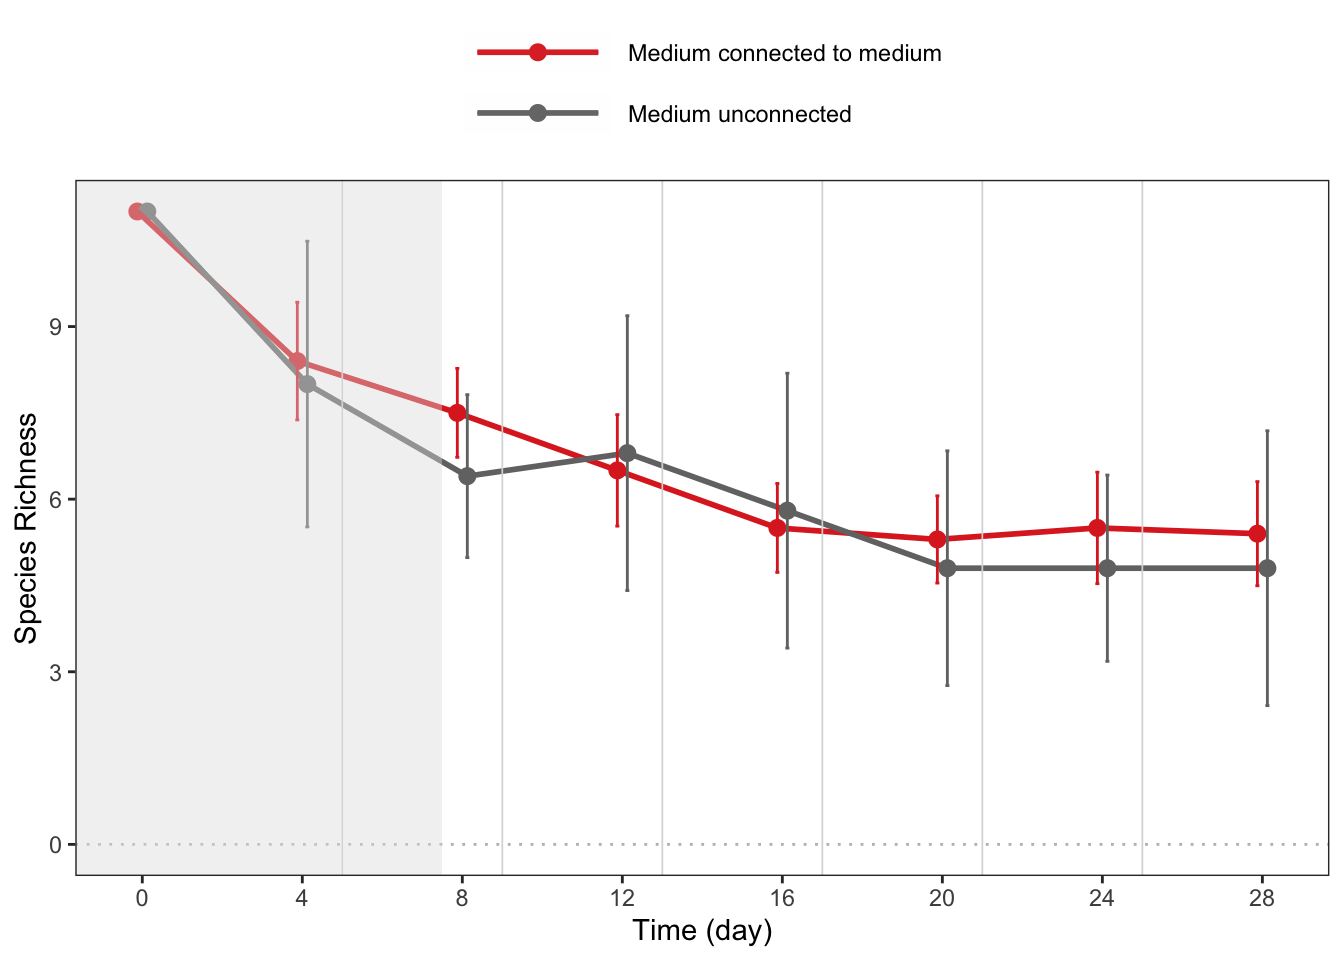 Medium connected to medium
Medium unconnected
Species Richness
9
6
3
0
0 4 8 12 16 20 24 28
Time (day)